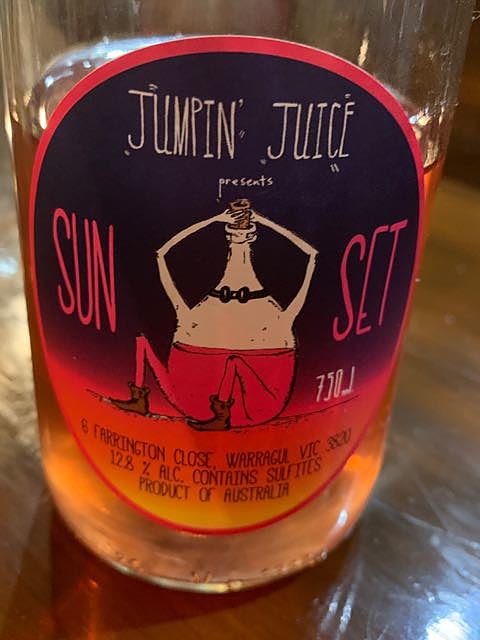 JUMPIN' JUICE
presents
SUN SET
750mL
6 FARRINGTON CLOSE, WARRAGUL VIC 3820
12.8 % ALC. CONTAINS SULFITES
PRODUCT OF AUSTRALIA